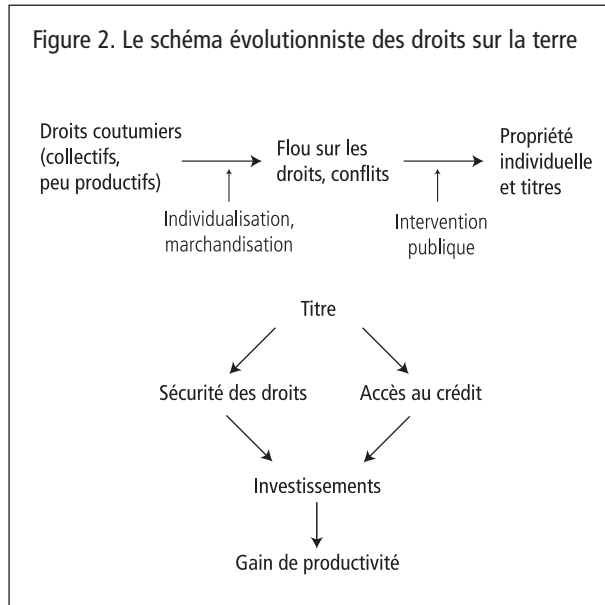 Figure 2. Le schéma évolutionniste des droits sur la terre
Droits coutumiers
(collectifs,
peu productifs)
Flou sur les
droits, conflits
Propriété
individuelle
et titres
Individualisation,
marchandisation
Intervention
publique
Titre
Sécurité des droits
Accès au crédit
Investissements
Gain de productivité